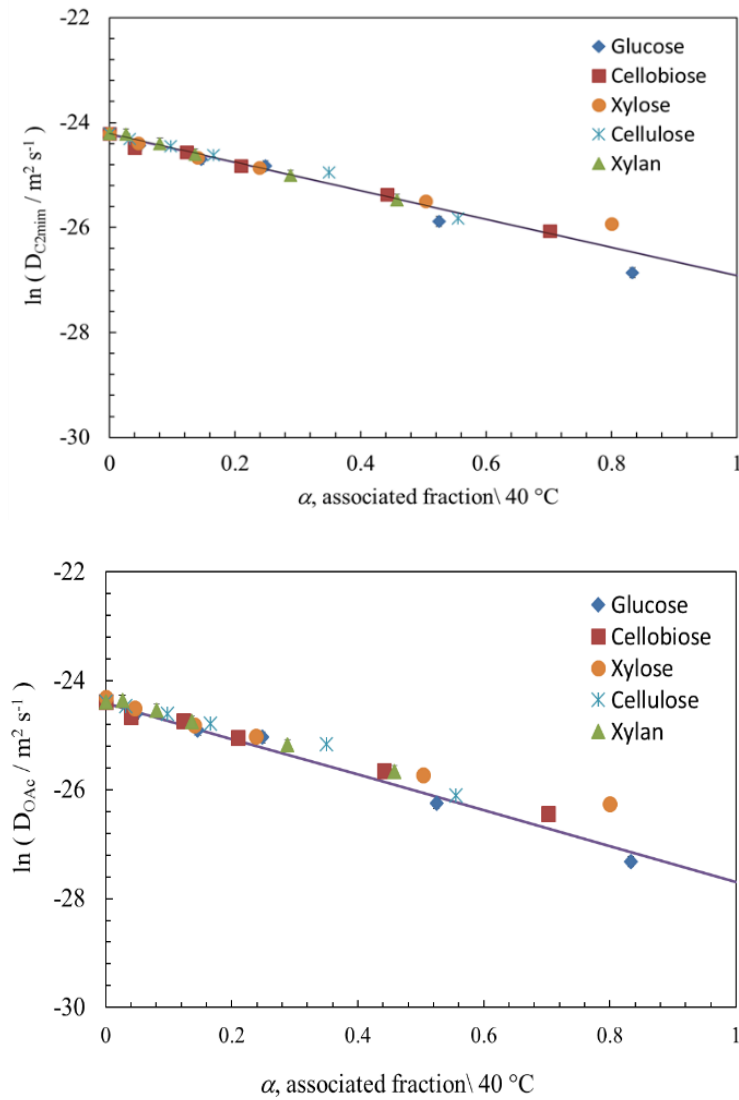 -22
-24
-26
-28
-30
ln ( D_C2mim / m² s⁻¹ )
Glucose
Cellobiose
Xylose
Cellulose
Xylan
0 0.2 0.4 0.6 0.8 1
α, associated fraction\ 40 °C
-22
-24
-26
-28
-30
ln ( D_OAc / m² s⁻¹ )
Glucose
Cellobiose
Xylose
Cellulose
Xylan
0 0.2 0.4 0.6 0.8 1
α, associated fraction\ 40 °C